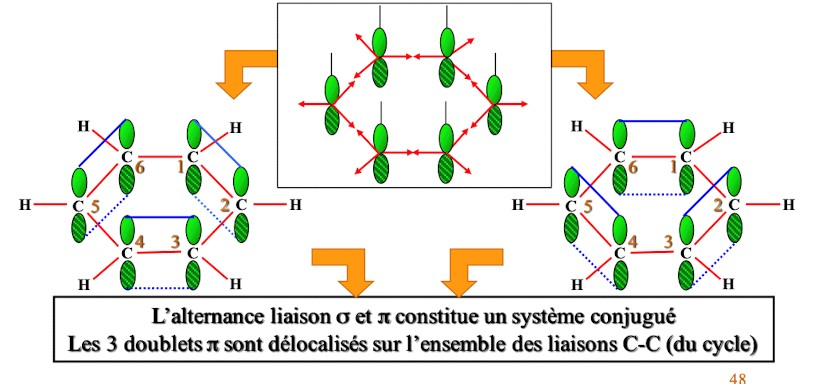 H
H
C
C
6
1
H
C
5
2
C
H
4
3
C
C
H
H
H
H
C
C
6
1
H
C
5
2
C
H
4
3
C
C
H
H
L'alternance liaison σ et π constitue un système conjugué
Les 3 doublets π sont délocalisés sur l'ensemble des liaisons C-C (du cycle)
48